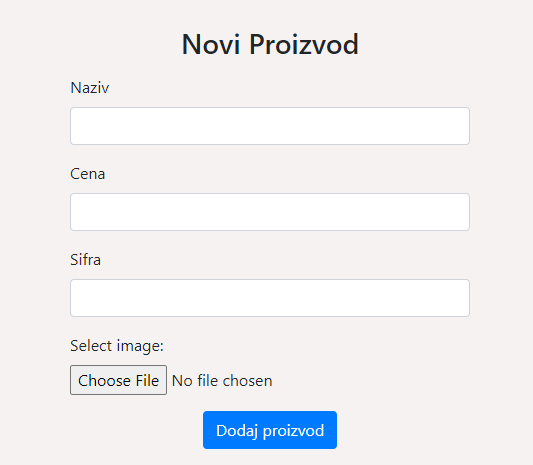 Novi Proizvod
Naziv
Cena
Sifra
Select image:
Choose File No file chosen
Dodaj proizvod